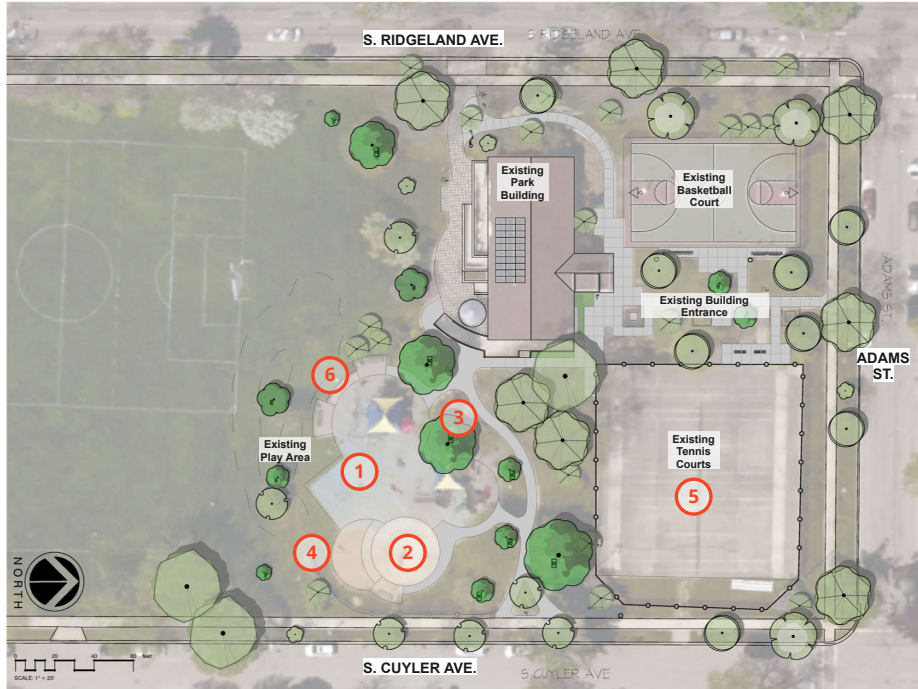 S. RIDGELAND AVE.
S RIDGELAND AVE
Existing
Park
Building
Existing
Basketball
Court
ADAMS ST.
Existing Building
Entrance
ADAMS
ST.
6
3
Existing
Play Area
Existing
Tennis
Courts
1
5
4
2
NORTH
0 20 40 60 feet
SCALE: 1" = 20'
S. CUYLER AVE.
S CUYLER AVE